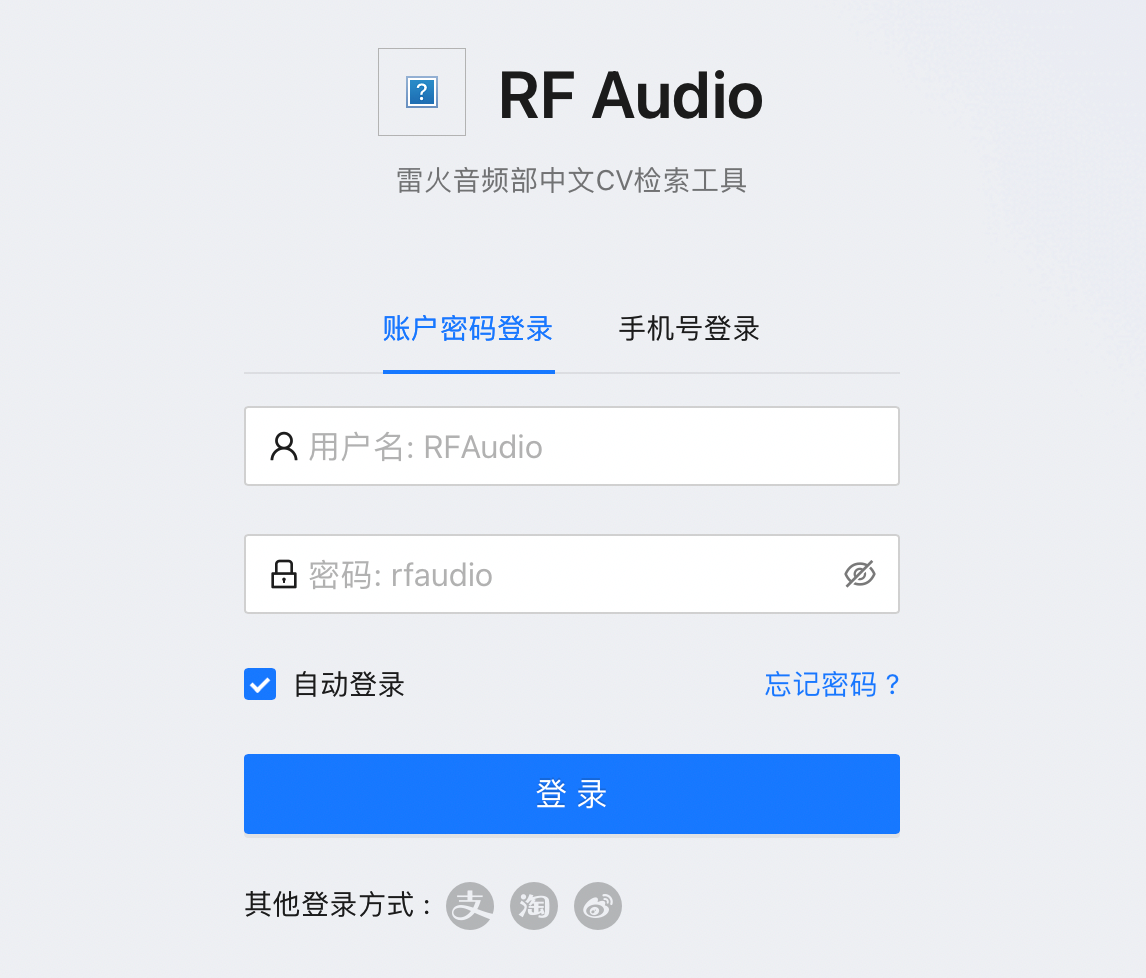 RF Audio
雷火音频部中文CV检索工具
账户密码登录 手机号登录
用户名: RFAudio
密码: rfaudio
自动登录 忘记密码 ?
登 录
其他登录方式 : 支 淘